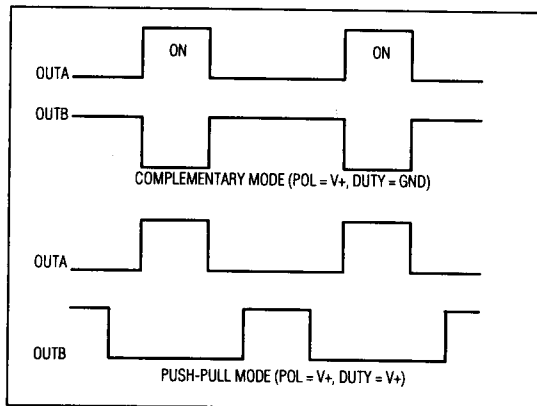 ON ON
OUTA
OUTB
COMPLEMENTARY MODE (POL = V+, DUTY = GND)
OUTA
OUTB
PUSH-PULL MODE (POL = V+, DUTY = V+)